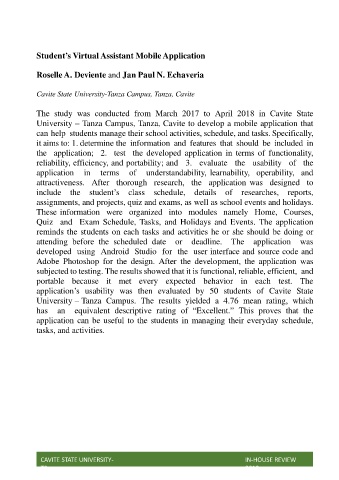 Student's Virtual Assistant Mobile Application
Roselle A. Deviente and Jan Paul N. Echaveria
Cavite State University-Tanza Campus, Tanza, Cavite
The study was conducted from March 2017 to April 2018 in Cavite State
University – Tanza Campus, Tanza, Cavite to develop a mobile application that
can help students manage their school activities, schedule, and tasks. Specifically,
it aims to: 1. determine the information and features that should be included in
the application; 2. test the developed application in terms of functionality,
reliability, efficiency, and portability; and 3. evaluate the usability of the
application in terms of understandability, learnability, operability, and
attractiveness. After thorough research, the application was designed to
include the student's class schedule, details of researches, reports,
assignments, and projects, quiz and exams, as well as school events and holidays.
These information were organized into modules namely Home, Courses,
Quiz and Exam Schedule, Tasks, and Holidays and Events. The application
reminds the students on each tasks and activities he or she should be doing or
attending before the scheduled date or deadline. The application was
developed using Android Studio for the user interface and source code and
Adobe Photoshop for the design. After the development, the application was
subjected to testing. The results showed that it is functional, reliable, efficient, and
portable because it met every expected behavior in each test. The
application's usability was then evaluated by 50 students of Cavite State
University – Tanza Campus. The results yielded a 4.76 mean rating, which
has an equivalent descriptive rating of “Excellent.” This proves that the
application can be useful to the students in managing their everyday schedule,
tasks, and activities.
CAVITE STATE UNIVERSITY- IN-HOUSE REVIEW